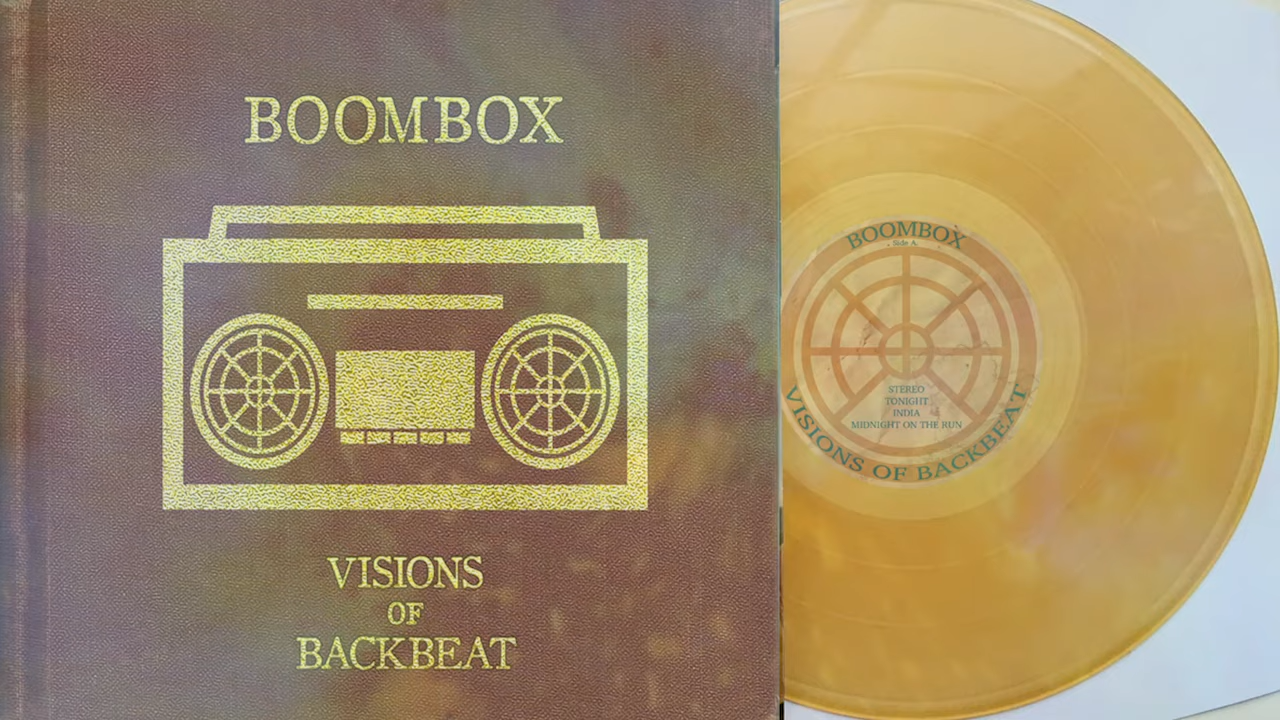 BOOMBOX
VISIONS
OF
BACKBEAT
BOOMBOX
Side A.
STEREO
TONIGHT
INDIA
MIDNIGHT ON THE RUN
VISIONS OF BACKBEAT